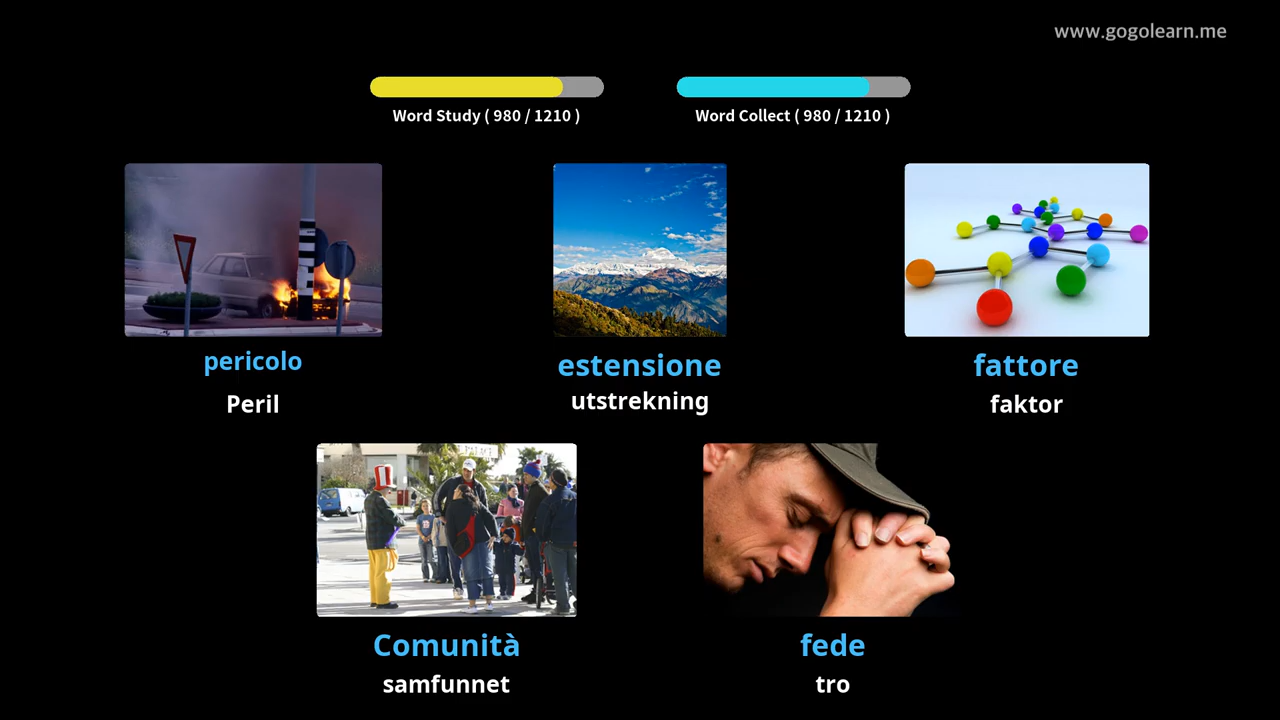 www.gogolearn.me
Word Study ( 980 / 1210 )
Word Collect ( 980 / 1210 )
pericolo
Peril
estensione
utstrekning
fattore
faktor
Comunità
samfunnet
fede
tro